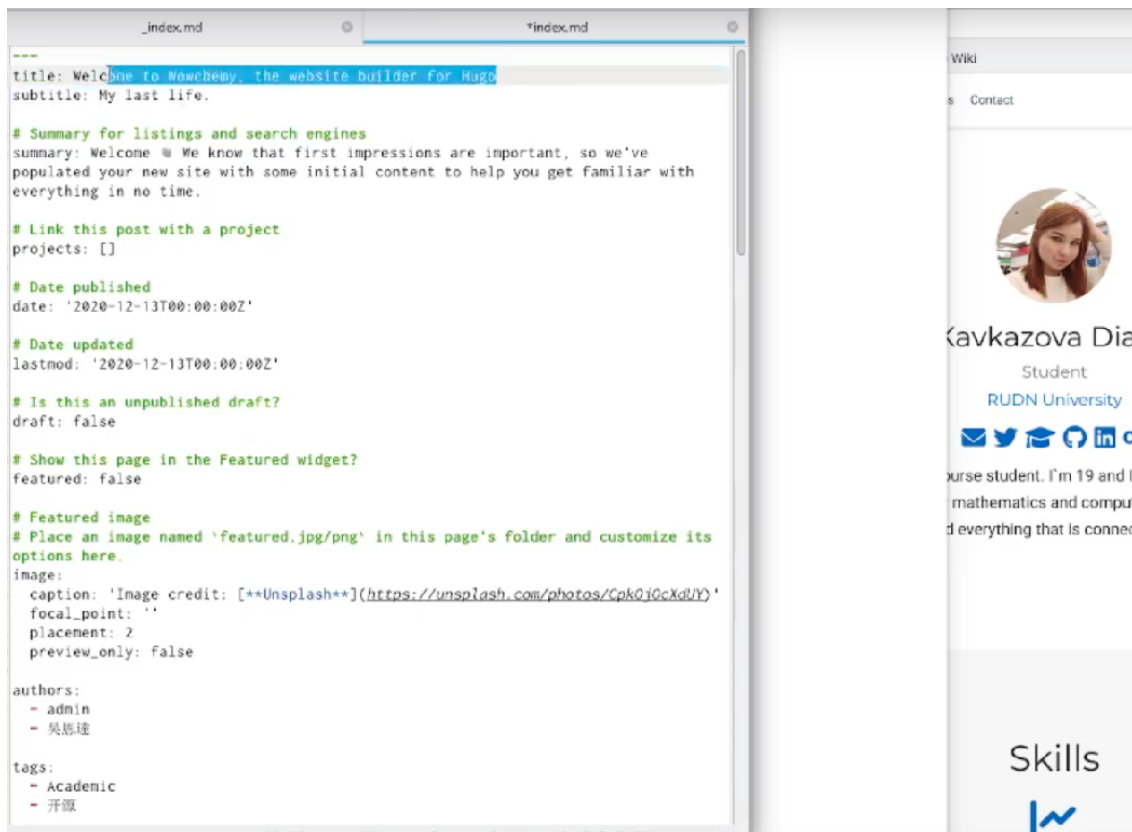 _index.md
*index.md
---
title: Welcome to Wowchemy, the website builder for Hugo
subtitle: My last life.
# Summary for listings and search engines
summary: Welcome 👋 We know that first impressions are important, so we've
populated your new site with some initial content to help you get familiar with
everything in no time.
# Link this post with a project
projects: []
# Date published
date: '2020-12-13T00:00:00Z'
# Date updated
lastmod: '2020-12-13T00:00:00Z'
# Is this an unpublished draft?
draft: false
# Show this page in the Featured widget?
featured: false
# Featured image
# Place an image named `featured.jpg/png` in this page's folder and customize its
options here.
image:
caption: 'Image credit: [**Unsplash**](https://unsplash.com/photos/CpkOjOcXdUY)'
focal_point: ''
placement: 2
preview_only: false
authors:
- admin
- 吳恩達
tags:
- Academic
- 开源
Wiki
s Contact
Kavkazova Dia
Student
RUDN University
urse student. I`m 19 and I
mathematics and comput
d everything that is connec
Skills